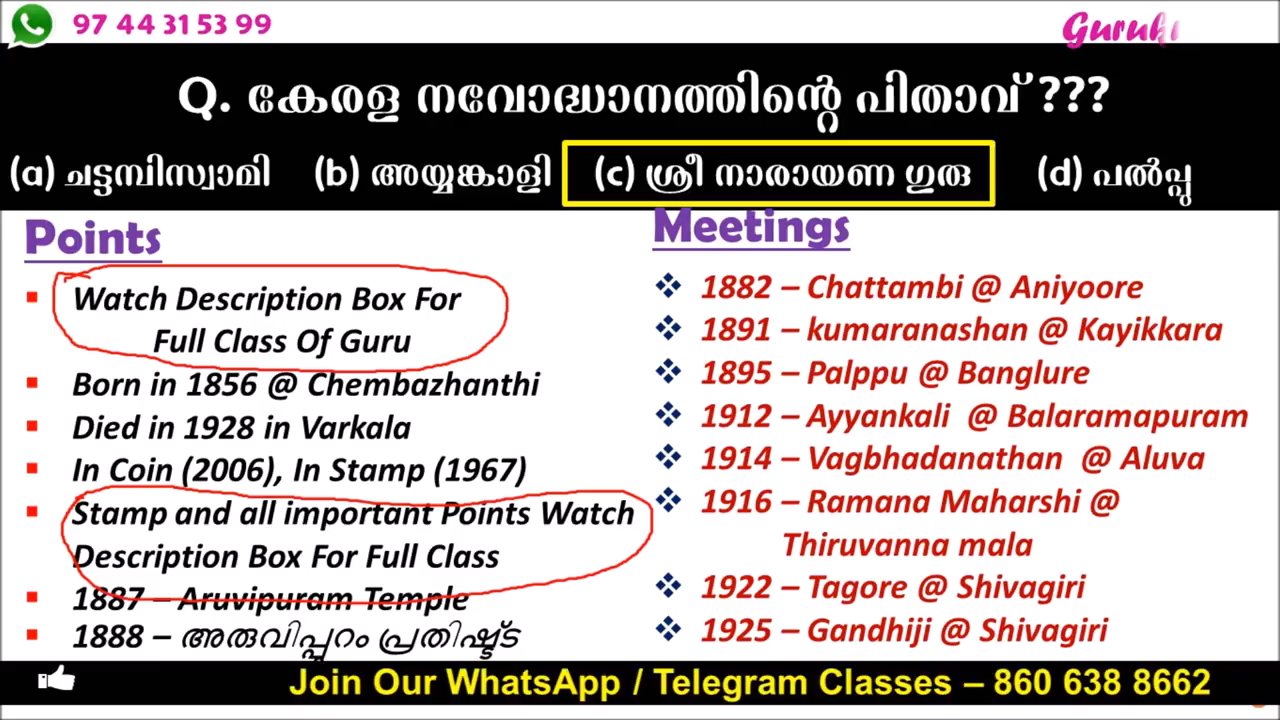 97 44 31 53 99
Q. കേരള നവോദ്ധാനത്തിന്റെ പിതാവ് ???
(a) ചട്ടമ്പിസ്വാമി (b) അയ്യങ്കാളി (c) ശ്രീ നാരായണ ഗുരു (d) പൽപ്പു
Points
Watch Description Box For
Full Class Of Guru
Born in 1856 @ Chembazhanthi
Died in 1928 in Varkala
In Coin (2006), In Stamp (1967)
Stamp and all important Points Watch
Description Box For Full Class
1887 – Aruvipuram Temple
1888 – അരുവിപ്പുറം പ്രതിഷ്ട്ട
Meetings
1882 – Chattambi @ Aniyoore
1891 – kumaranashan @ Kayikkara
1895 – Palppu @ Banglure
1912 – Ayyankali @ Balaramapuram
1914 – Vagbhadanathan @ Aluva
1916 – Ramana Maharshi @
Thiruvanna mala
1922 – Tagore @ Shivagiri
1925 – Gandhiji @ Shivagiri
Join Our WhatsApp / Telegram Classes – 860 638 8662